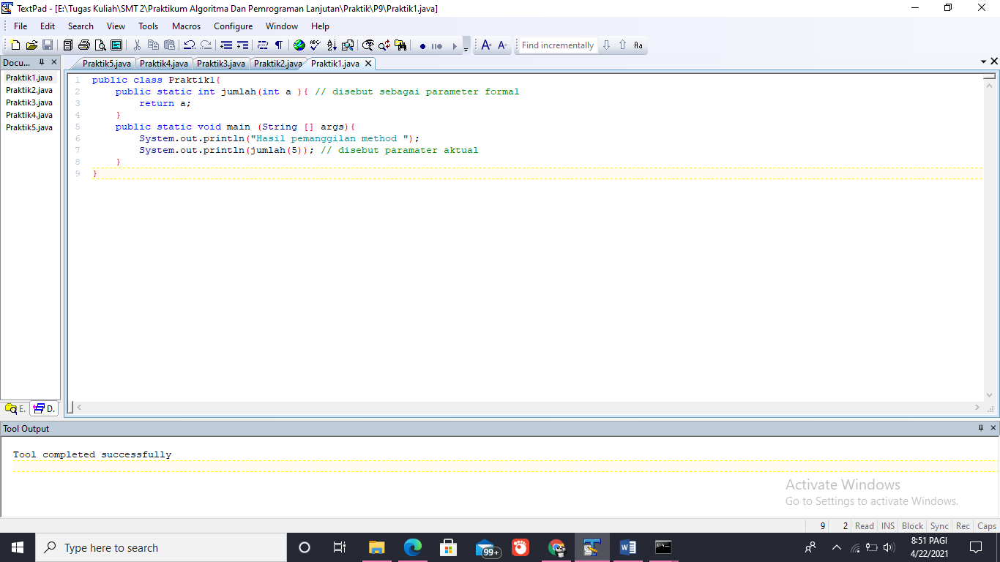 TextPad - [E:\Tugas Kuliah\SMT 2\Praktikum Algoritma Dan Pemrograman Lanjutan\Praktik\P9\Praktik1.java]
File Edit Search View Tools Macros Configure Window Help
Find incrementally
Docu...
Praktik5.java Praktik4.java Praktik3.java Praktik2.java Praktik1.java
Praktik1.java
Praktik2.java
Praktik3.java
Praktik4.java
Praktik5.java
1 public class Praktik1{
2 public static int jumlah(int a ){ // disebut sebagai parameter formal
3 return a;
4 }
5 public static void main (String [] args){
6 System.out.println("Hasil pemanggilan method ");
7 System.out.println(jumlah(5)); // disebut paramater aktual
8 }
9 }
E. D.
Tool Output
Tool completed successfully
Activate Windows
Go to Settings to activate Windows.
9 2 Read INS Block Sync Rec Caps
Type here to search
99+
8:51 PAGI
4/22/2021